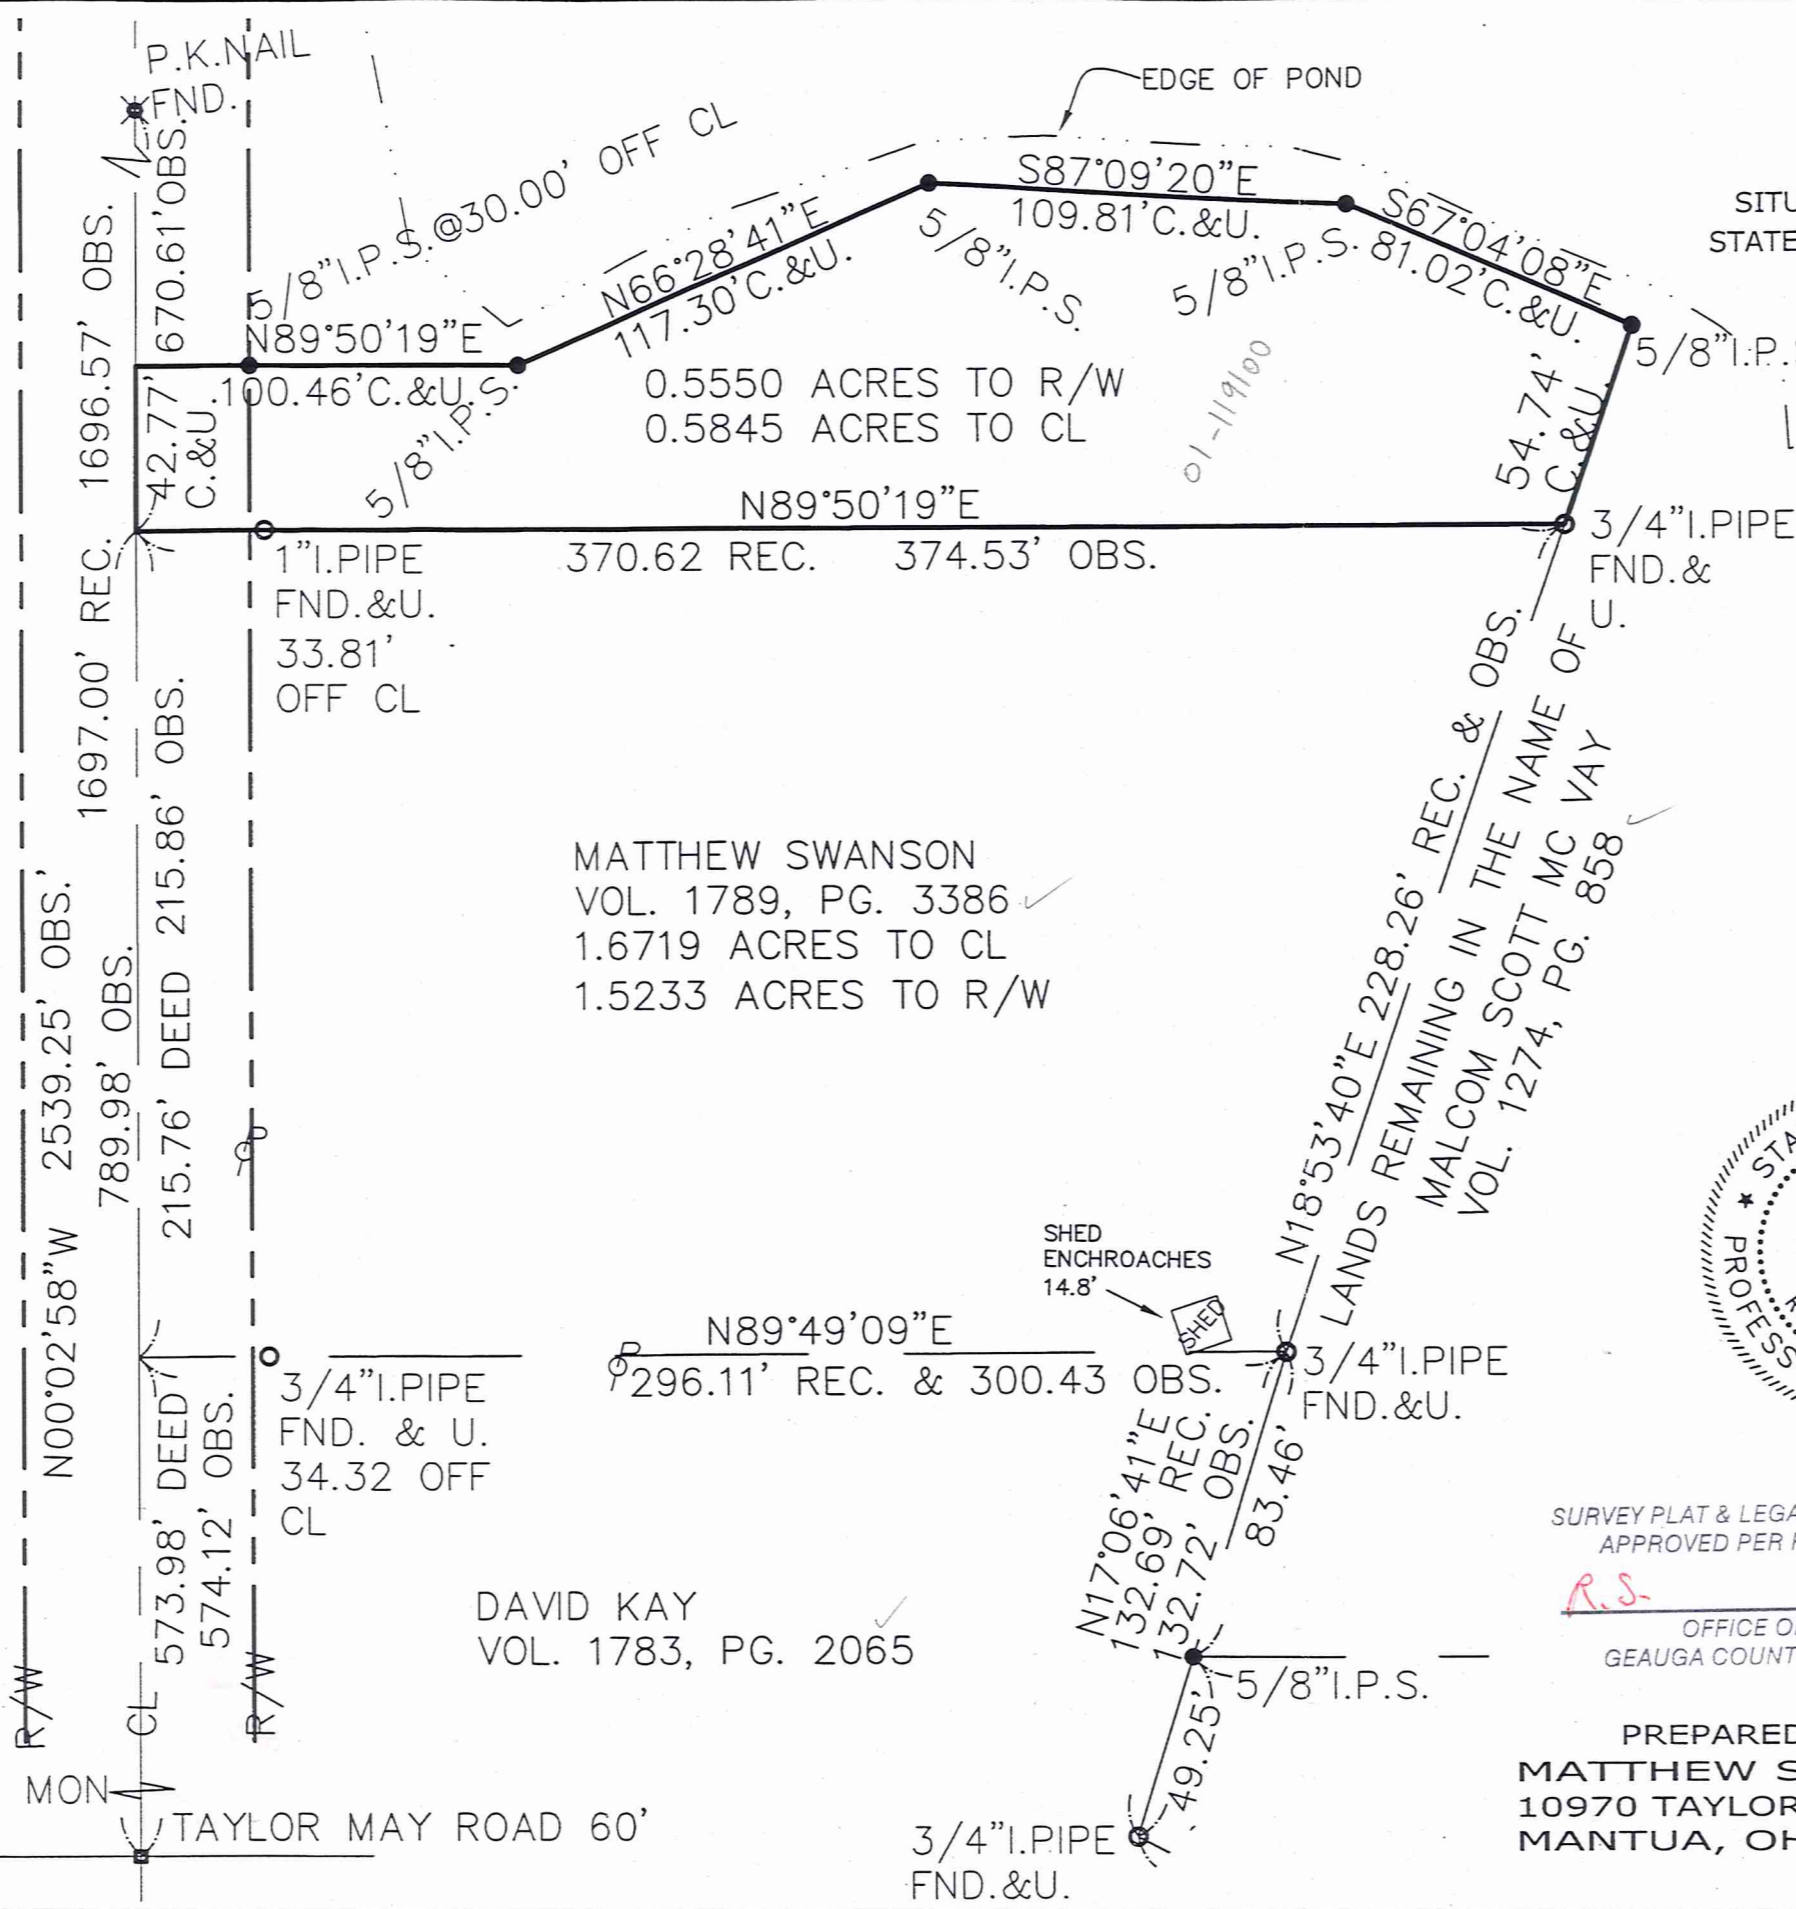 P.K.NAIL
FND.
EDGE OF POND
670.61'OBS.
1696.57' OBS.
5/8"I.P.S.@30.00' OFF CL
N66°28'41"E
117.30'C.&U.
S87°09'20"E
109.81'C.&U.
S67°04'08"E
81.02'C.&U.
5/8"I.P.S.
5/8"I.P.S.
5/8"I.P.
SITU
STATE
N89°50'19"E
100.46'C.&U.
5/8"I.P.S.
42.77'
C.&U.
0.5550 ACRES TO R/W
0.5845 ACRES TO CL
01-119100
54.74'
C.&U.
N89°50'19"E
370.62 REC. 374.53' OBS.
1"I.PIPE
FND.&U.
33.81'
OFF CL
3/4"I.PIPE
FND.&
U.
1697.00' REC.
215.76' DEED 215.86' OBS.
N00°02'58"W 2539.25' OBS.'
789.98' OBS.
MATTHEW SWANSON
VOL. 1789, PG. 3386
1.6719 ACRES TO CL
1.5233 ACRES TO R/W
N18°53'40"E 228.26' REC. & OBS.
LANDS REMAINING IN THE NAME OF
MALCOM SCOTT MC VAY
VOL. 1274, PG. 858
STA
PROFESS
SHED
ENCHROACHES
14.8'
SHED
N89°49'09"E
296.11' REC. & 300.43 OBS.
3/4"I.PIPE
FND. & U.
34.32 OFF
CL
3/4"I.PIPE
FND.&U.
573.98' DEED
574.12' OBS.
N17°06'41"E
132.69' REC.
132.72' OBS.
83.46'
DAVID KAY
VOL. 1783, PG. 2065
5/8"I.P.S.
49.25'
SURVEY PLAT & LEGA
APPROVED PER
R.S.
OFFICE O
GEAUGA COUNT
PREPARED
MATTHEW S
10970 TAYLOR
MANTUA, OH
R/W
CL
R/W
MON
TAYLOR MAY ROAD 60'
3/4"I.PIPE
FND.&U.